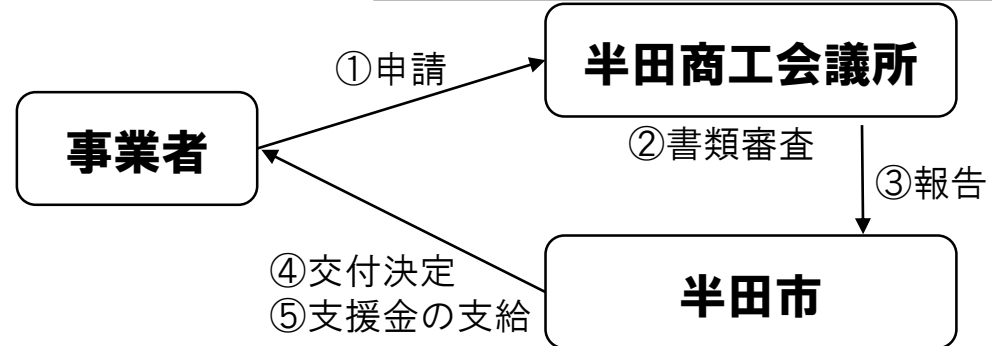 ①申請
半田商工会議所
事業者
②書類審査
③報告
④交付決定
⑤支援金の支給
半田市